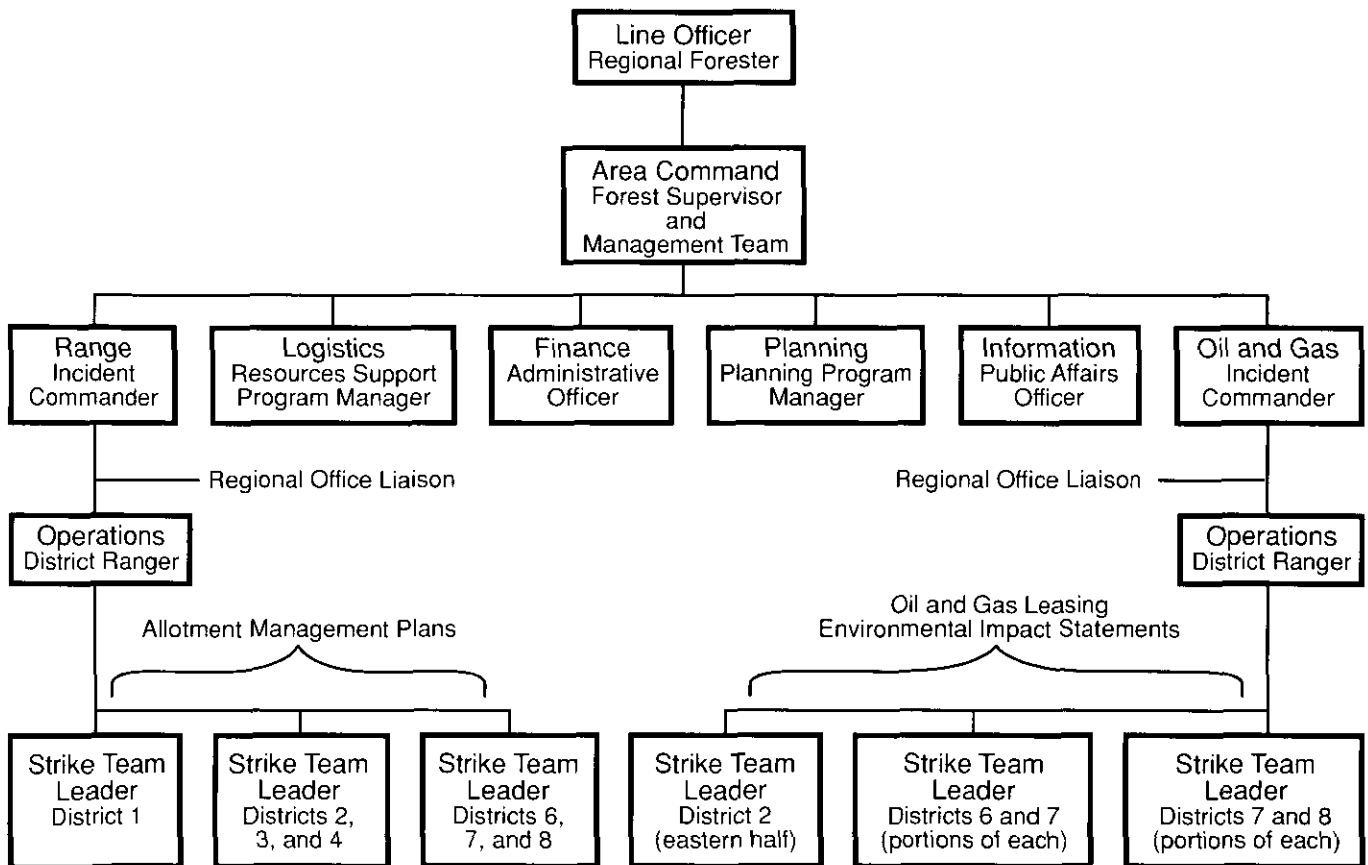 Line Officer
Regional Forester
Area Command
Forest Supervisor
and
Management Team
Range
Incident
Commander
Logistics
Resources Support
Program Manager
Finance
Administrative
Officer
Planning
Planning Program
Manager
Information
Public Affairs
Officer
Oil and Gas
Incident
Commander
Regional Office Liaison
Regional Office Liaison
Operations
District Ranger
Operations
District Ranger
Allotment Management Plans
Oil and Gas Leasing
Environmental Impact Statements
Strike Team
Leader
District 1
Strike Team
Leader
Districts 2,
3, and 4
Strike Team
Leader
Districts 6,
7, and 8
Strike Team
Leader
District 2
(eastern half)
Strike Team
Leader
Districts 6 and 7
(portions of each)
Strike Team
Leader
Districts 7 and 8
(portions of each)